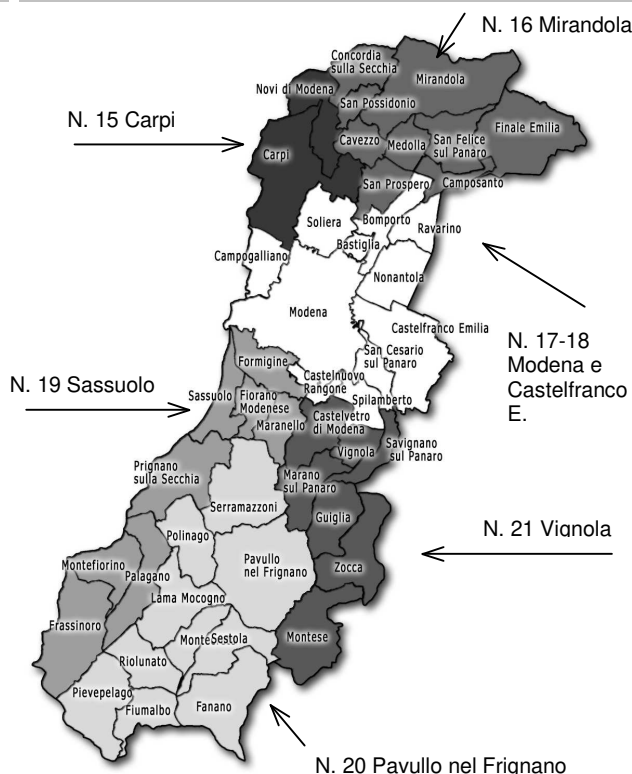 N. 16 Mirandola
Concordia
sulla Secchia
Mirandola
Novi di Modena
San Possidonio
N. 15 Carpi
Finale Emilia
Carpi
Cavezzo
Medolla
San Felice
sul Panaro
San Prospero
Camposanto
Soliera
Bomporto
Ravarino
Bastiglia
Campogalliano
Nonantola
Modena
Castelfranco Emilia
N. 17-18
Modena e
Castelfranco
E.
San Cesario
sul Panaro
Formigine
Castelnuovo
Rangone
N. 19 Sassuolo
Sassuolo
Fiorano
Modenese
Spilamberto
Maranello
Castelvetro
di Modena
Vignola
Savignano
sul Panaro
Prignano
sulla Secchia
Marano
sul Panaro
Serramazzoni
Guiglia
Polinago
N. 21 Vignola
Pavullo
nel Frignano
Zocca
Montefiorino
Palagano
Lama Mocogno
Frassinoro
Sestola
Montese
Riolunato
Pievepelago
Fiumalbo
Fanano
N. 20 Pavullo nel Frignano